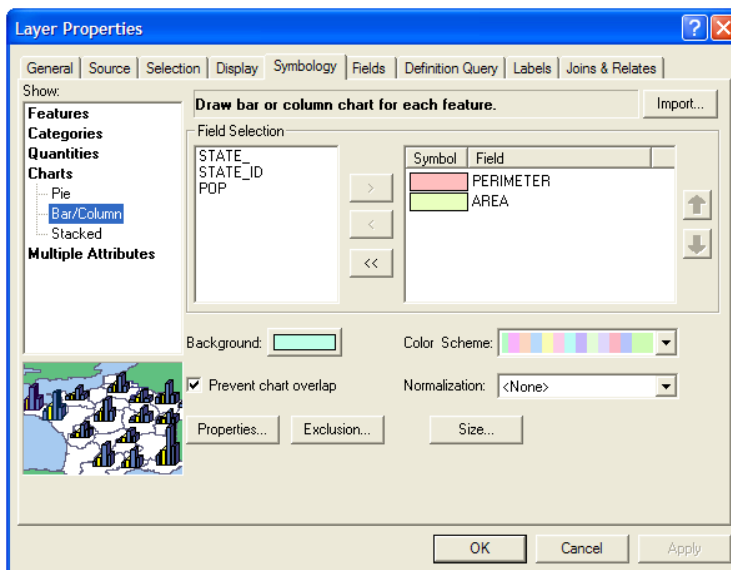 Layer Properties
General Source Selection Display Symbology Fields Definition Query Labels Joins & Relates
Show:
Features
Categories
Quantities
Charts
Pie
Bar/Column
Stacked
Multiple Attributes
Draw bar or column chart for each feature.
Import...
Field Selection
STATE_
STATE_ID
POP
>
<
<<
Symbol Field
PERIMETER
AREA
Background:
Color Scheme:
Prevent chart overlap
Normalization: <None>
Properties... Exclusion... Size...
OK Cancel Apply